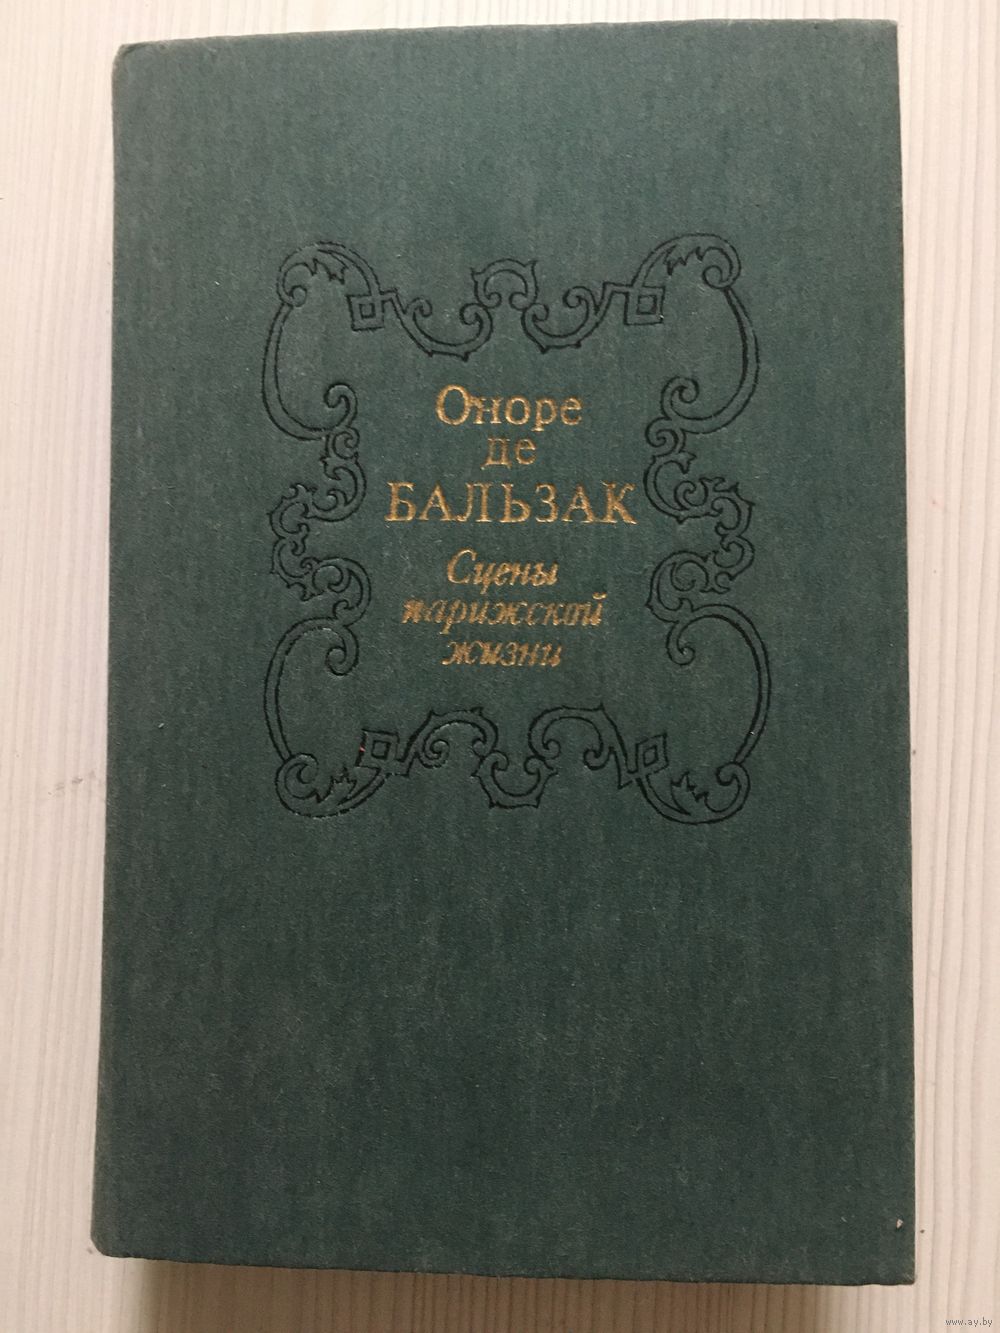 Оноре
де
БАЛЬЗАК
Сцены
парижской
жизни
www.ay.by